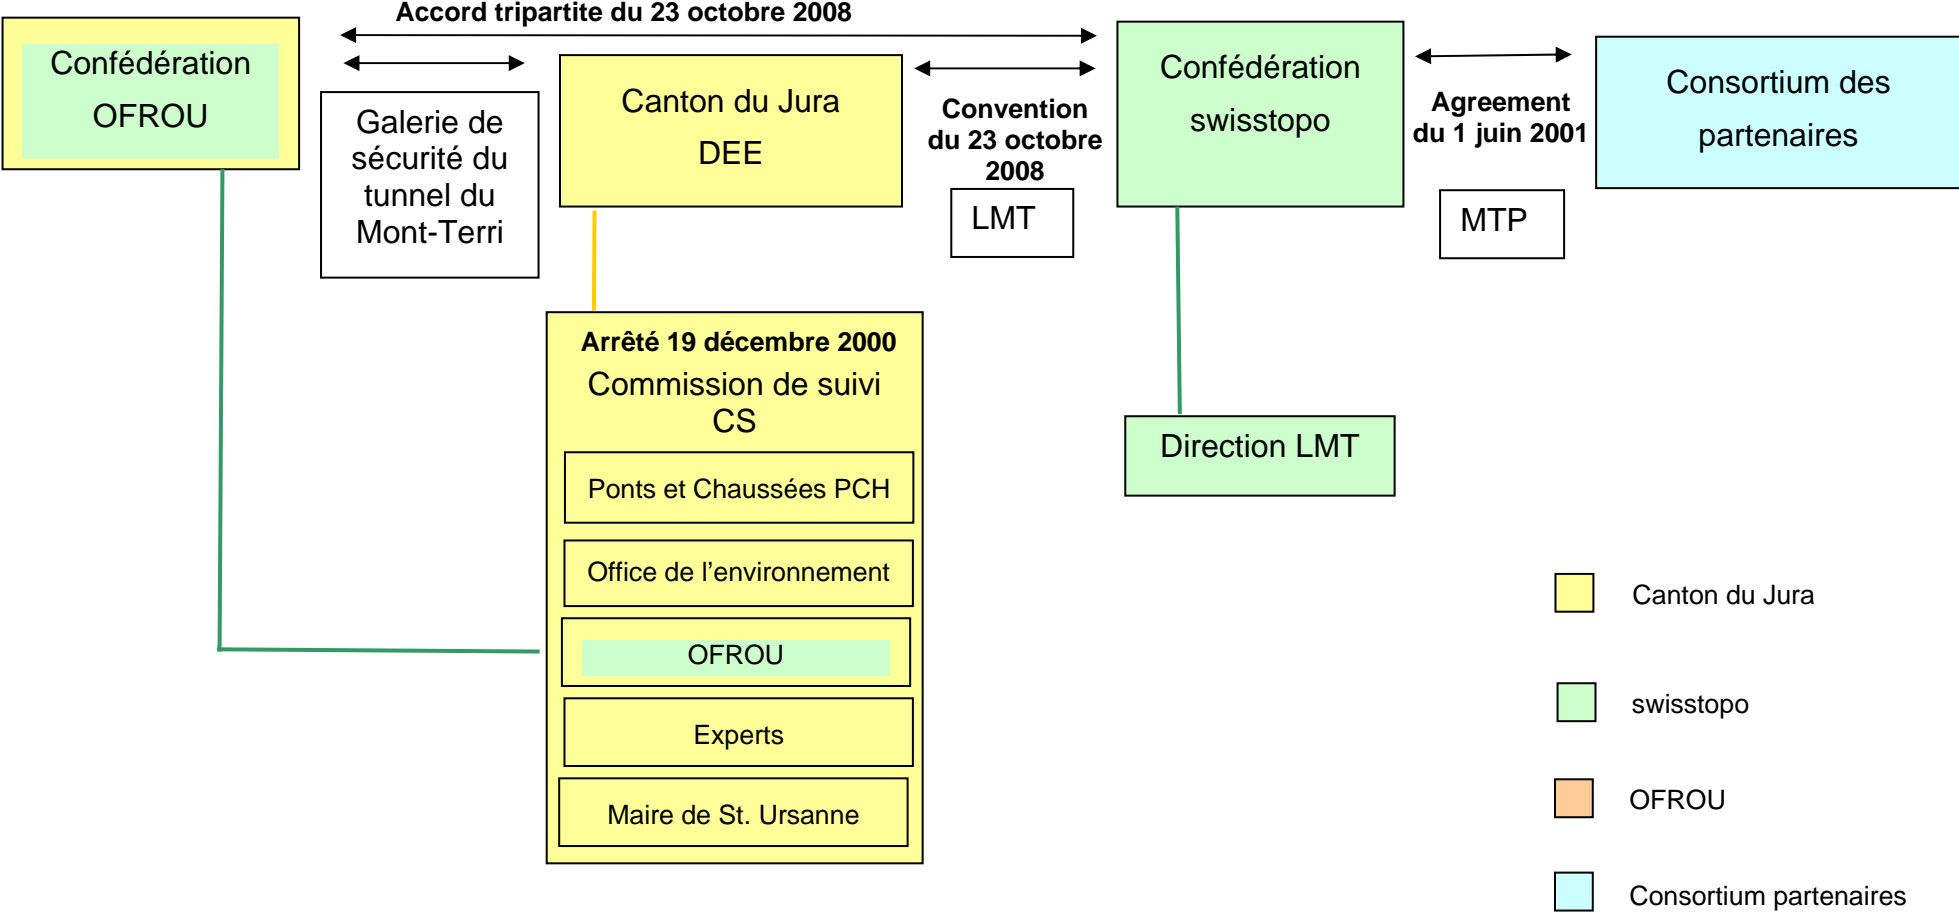 Accord tripartite du 23 octobre 2008
Confédération
OFROU
Galerie de
sécurité du
tunnel du
Mont-Terri
Canton du Jura
DEE
Convention
du 23 octobre
2008
LMT
Confédération
swisstopo
Agreement
du 1 juin 2001
MTP
Consortium des
partenaires
Arrêté 19 décembre 2000
Commission de suivi
CS
Ponts et Chaussées PCH
Office de l’environnement
OFROU
Experts
Maire de St. Ursanne
Direction LMT
Canton du Jura
swisstopo
OFROU
Consortium partenaires